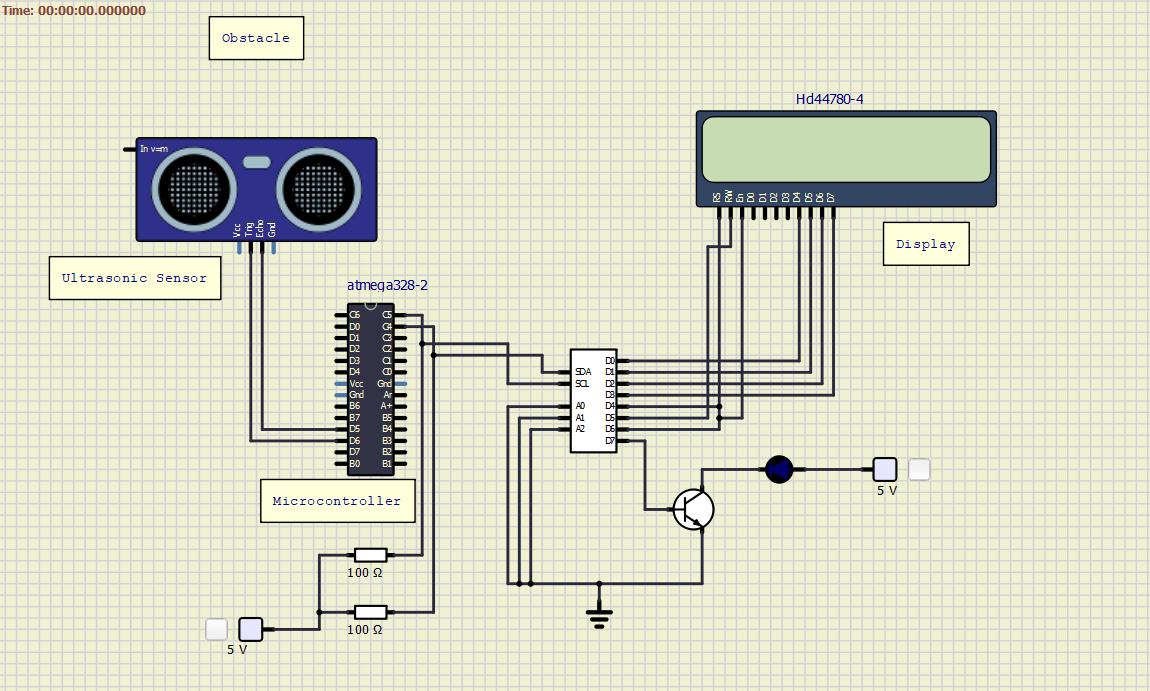 Time: 00:00:00.000000
Obstacle
Hd44780-4
In v=m
Vcc Trig Echo Gnd
RS RW En D0 D1 D2 D3 D4 D5 D6 D7
Display
Ultrasonic Sensor
atmega328-2
C6 C5
D0 C4
D1 C3
D2 C2
D3 C1
D4 C0
Vcc Gnd
Gnd Ar
B6 A+
B7 B5
D5 B4
D6 B3
D7 B2
B0 B1
D0
SDA D1
SCL D2
D3
A0 D4
A1 D5
A2 D6
D7
5 V
Microcontroller
100 Ω
100 Ω
5 V